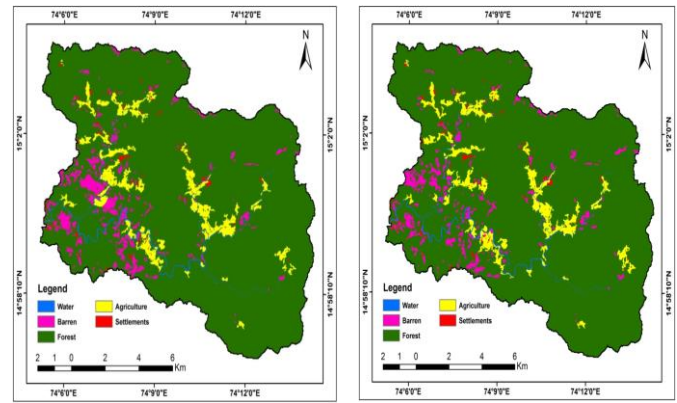 74°6'0"E 74°9'0"E 74°12'0"E
N
15°2'0"N
15°2'0"N
14°58'10"N
14°58'10"N
Legend
Water Agriculture
Barren Settlements
Forest
2 1 0 2 4 6
Km
74°6'0"E 74°9'0"E 74°12'0"E
74°6'0"E 74°9'0"E 74°12'0"E
N
15°2'0"N
15°2'0"N
14°58'10"N
14°58'10"N
Legend
Water Agriculture
Barren Settlements
Forest
2 1 0 2 4 6
Km
74°6'0"E 74°9'0"E 74°12'0"E